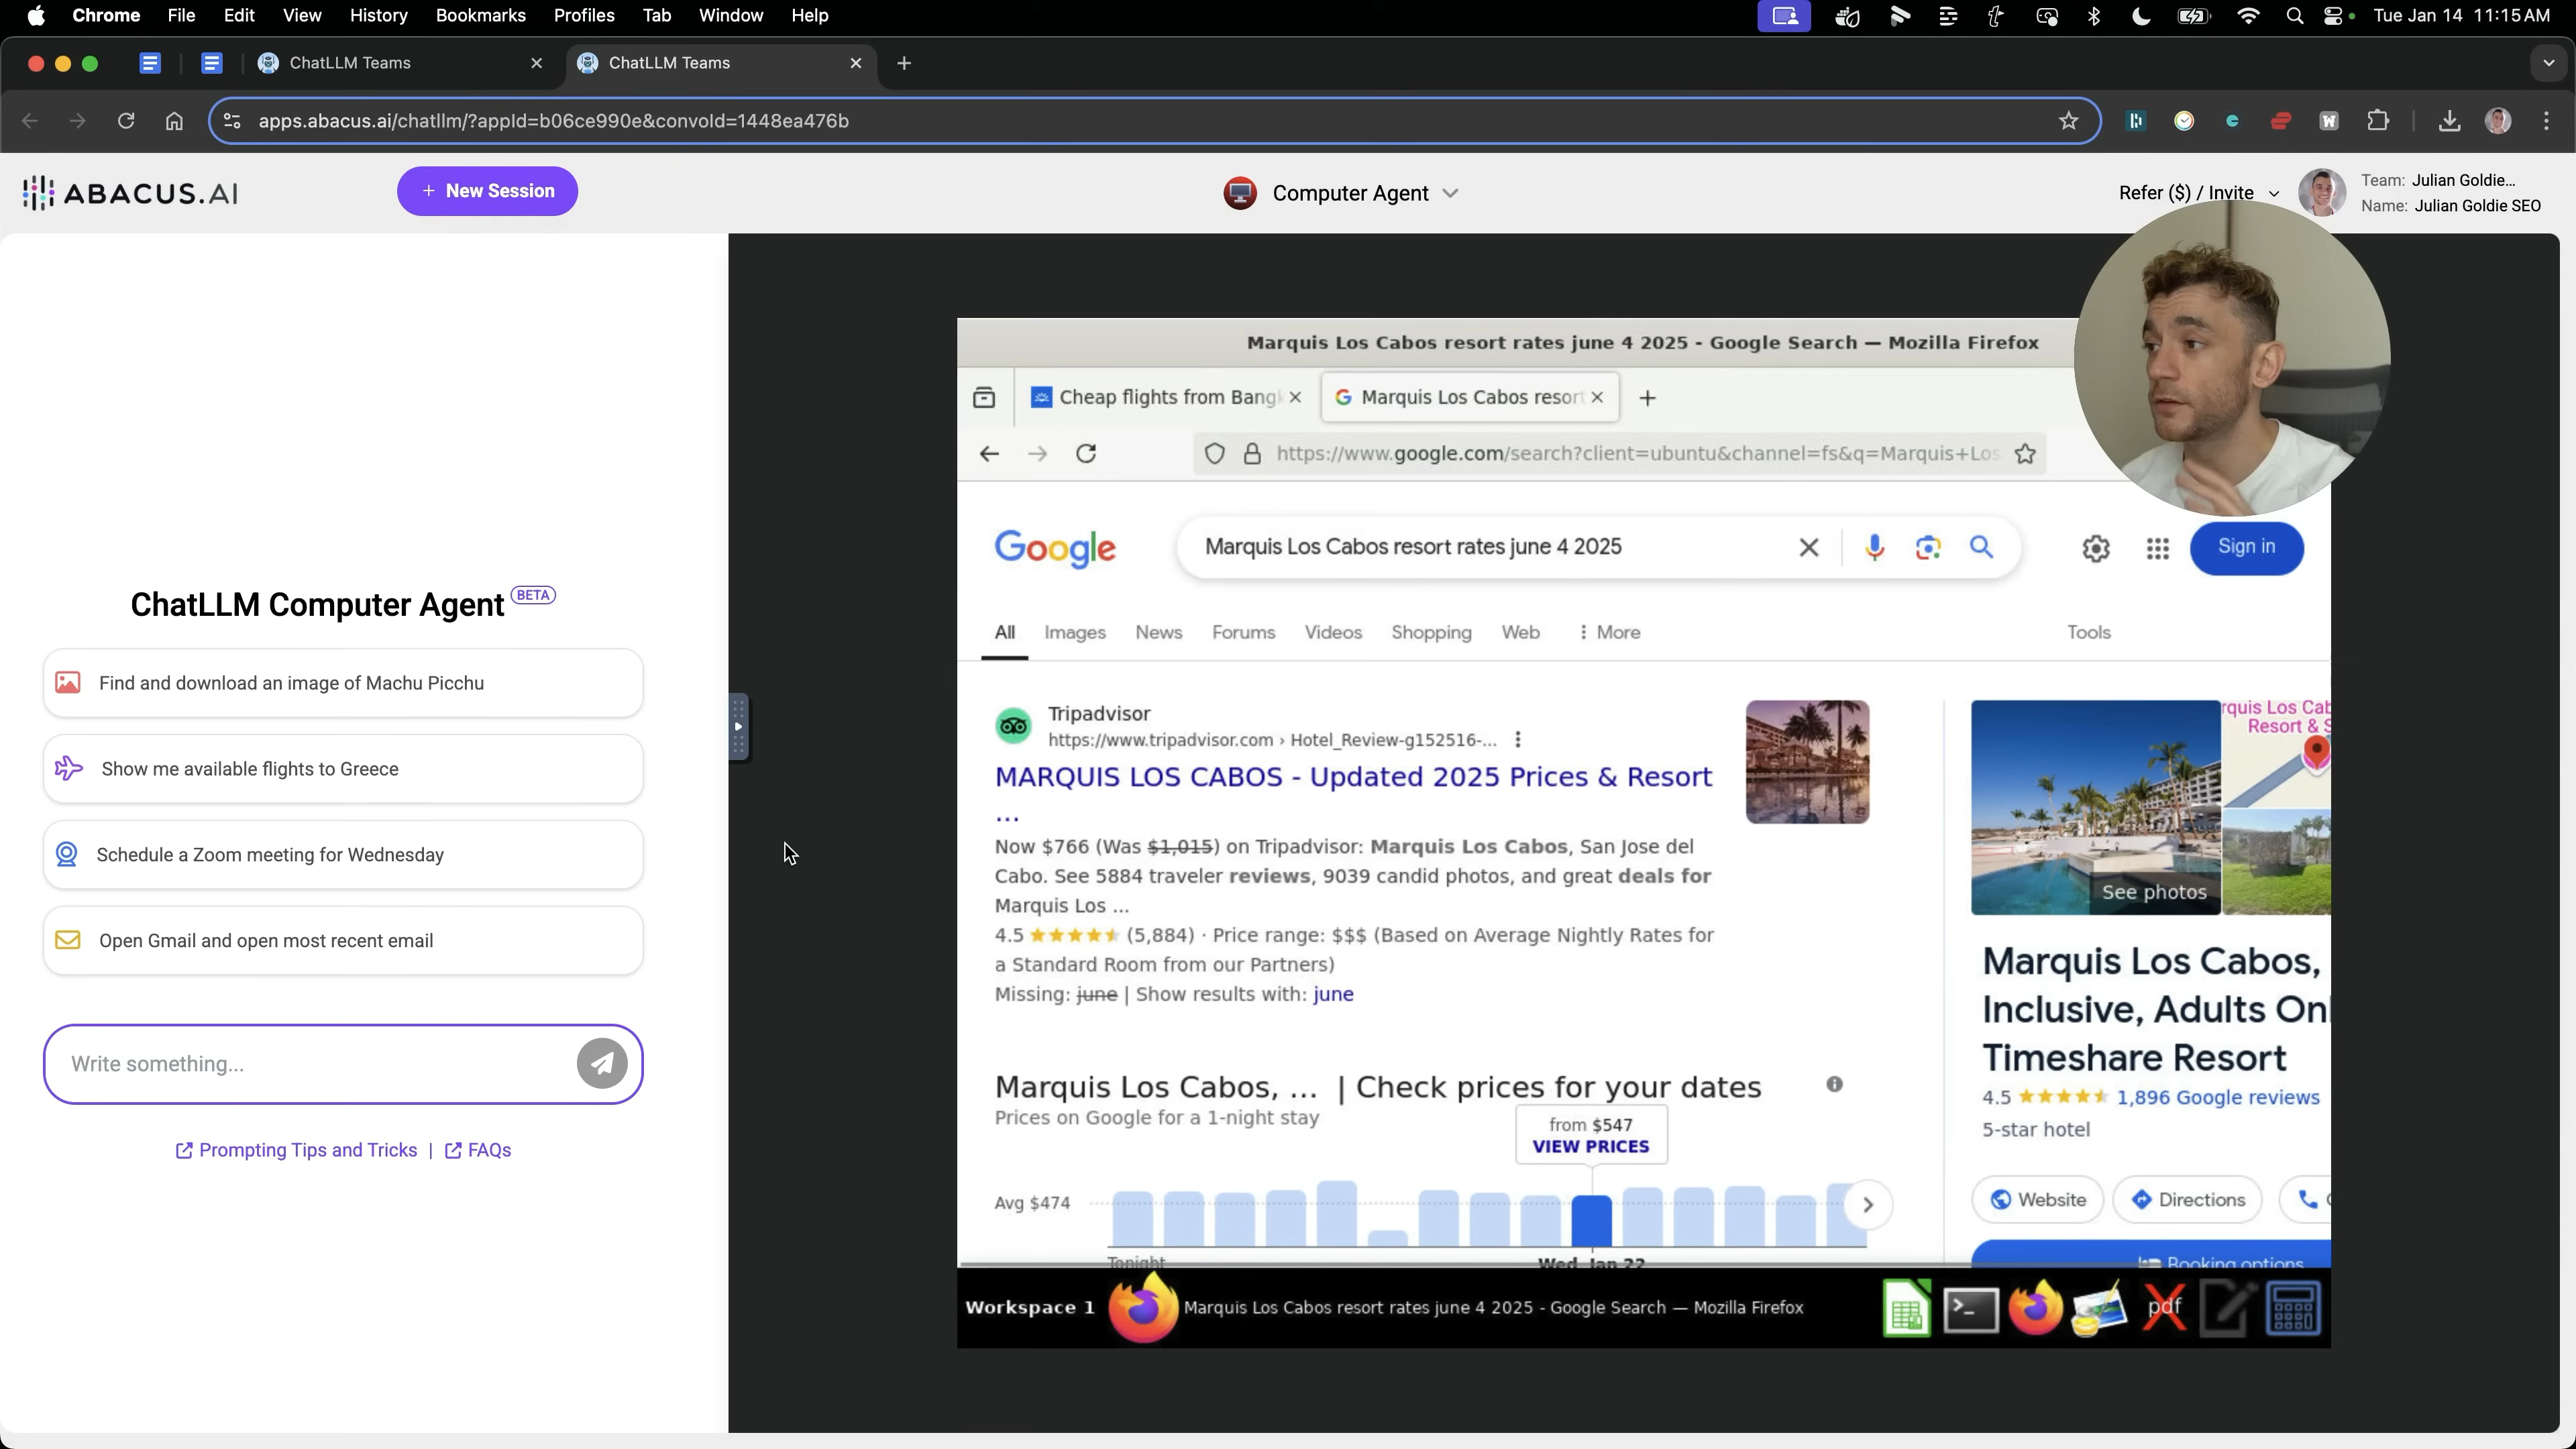 Chrome File Edit View History Bookmarks Profiles Tab Window Help
Tue Jan 14 11:15 AM
ChatLLM Teams
ChatLLM Teams
apps.abacus.ai/chatllm/?appId=b06ce990e&convoId=1448ea476b
ABACUS.AI
+ New Session
Computer Agent
Refer ($) / Invite
Team: Julian Goldie...
Name: Julian Goldie SEO
ChatLLM Computer Agent BETA
Find and download an image of Machu Picchu
Show me available flights to Greece
Schedule a Zoom meeting for Wednesday
Open Gmail and open most recent email
Write something...
Prompting Tips and Tricks | FAQs
Marquis Los Cabos resort rates june 4 2025 - Google Search — Mozilla Firefox
Cheap flights from Bangk
Marquis Los Cabos resort
https://www.google.com/search?client=ubuntu&channel=fs&q=Marquis+Los
Google
Marquis Los Cabos resort rates june 4 2025
Sign in
All Images News Forums Videos Shopping Web More Tools
Tripadvisor
https://www.tripadvisor.com › Hotel_Review-g152516-...
MARQUIS LOS CABOS - Updated 2025 Prices & Resort
...
Now $766 (Was $1,015) on Tripadvisor: Marquis Los Cabos, San Jose del
Cabo. See 5884 traveler reviews, 9039 candid photos, and great deals for
Marquis Los ...
4.5 (5,884) · Price range: $$$ (Based on Average Nightly Rates for
a Standard Room from our Partners)
Missing: june | Show results with: june
Marquis Los Cabos, ... | Check prices for your dates
Prices on Google for a 1-night stay
from $547
VIEW PRICES
Avg $474
Tonight
Wed, Jan 22
rquis Los Cab
Resort & S
See photos
Marquis Los Cabos,
Inclusive, Adults Onl
Timeshare Resort
4.5 1,896 Google reviews
5-star hotel
Website
Directions
Booking options
Workspace 1
Marquis Los Cabos resort rates june 4 2025 - Google Search — Mozilla Firefox
pdf